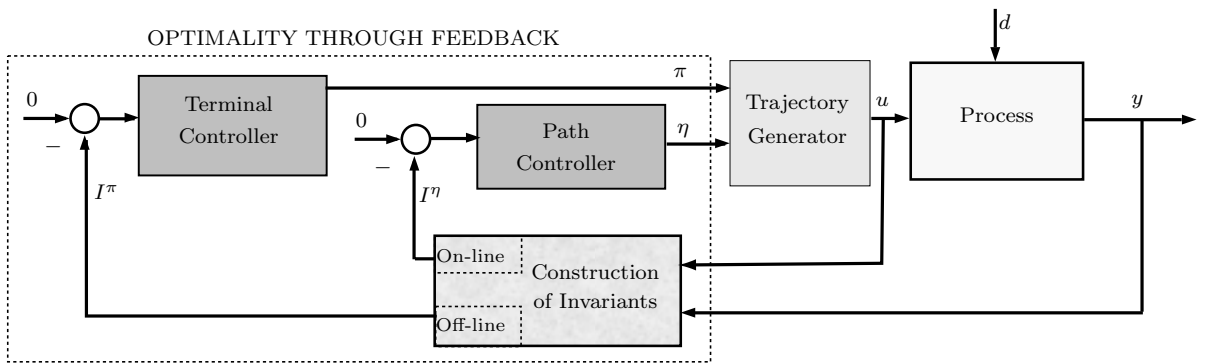 OPTIMALITY THROUGH FEEDBACK
d
0
Terminal
Controller
π
Trajectory
Generator
u
Process
y
−
0
Path
Controller
η
−
I^π
I^η
On-line
Construction
of Invariants
Off-line